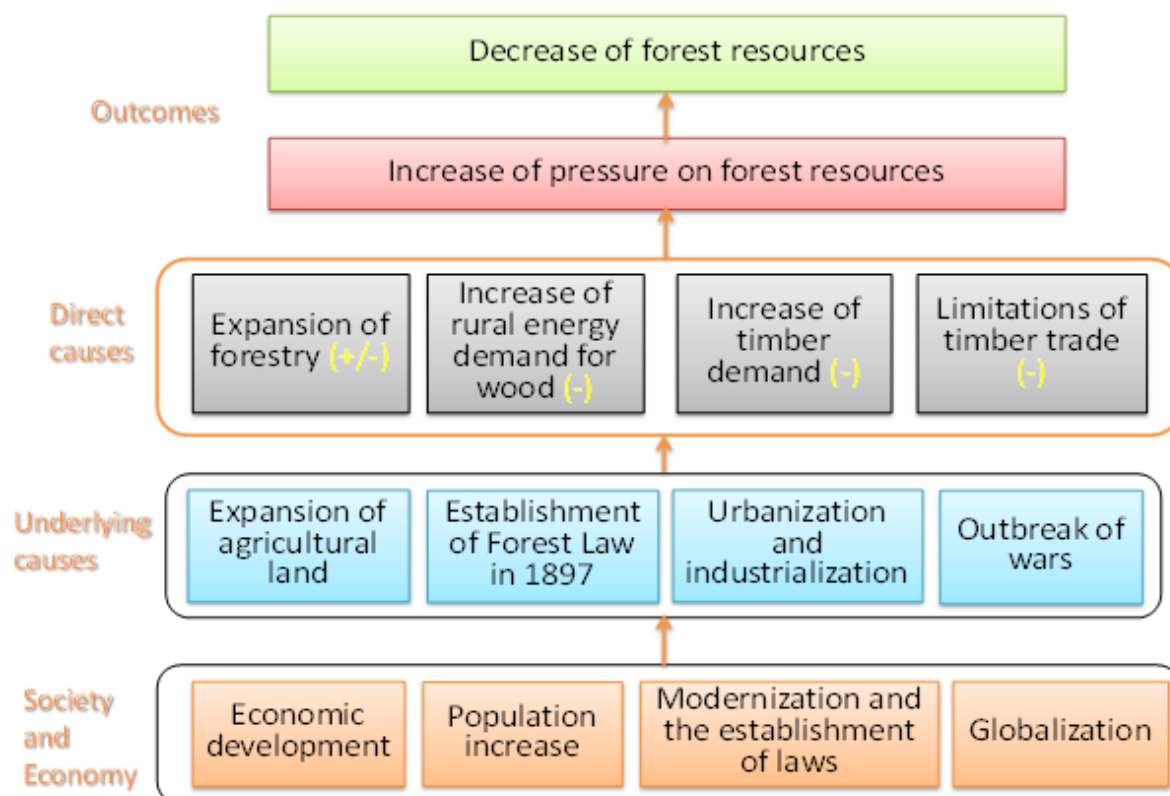 Decrease of forest resources
Outcomes
Increase of pressure on forest resources
Direct
causes
Expansion of
forestry (+/-)
Increase of
rural energy
demand for
wood (-)
Increase of
timber
demand (-)
Limitations of
timber trade
(-)
Underlying
causes
Expansion of
agricultural
land
Establishment
of Forest Law
in 1897
Urbanization
and
industrialization
Outbreak of
wars
Society
and
Economy
Economic
development
Population
increase
Modernization and
the establishment
of laws
Globalization